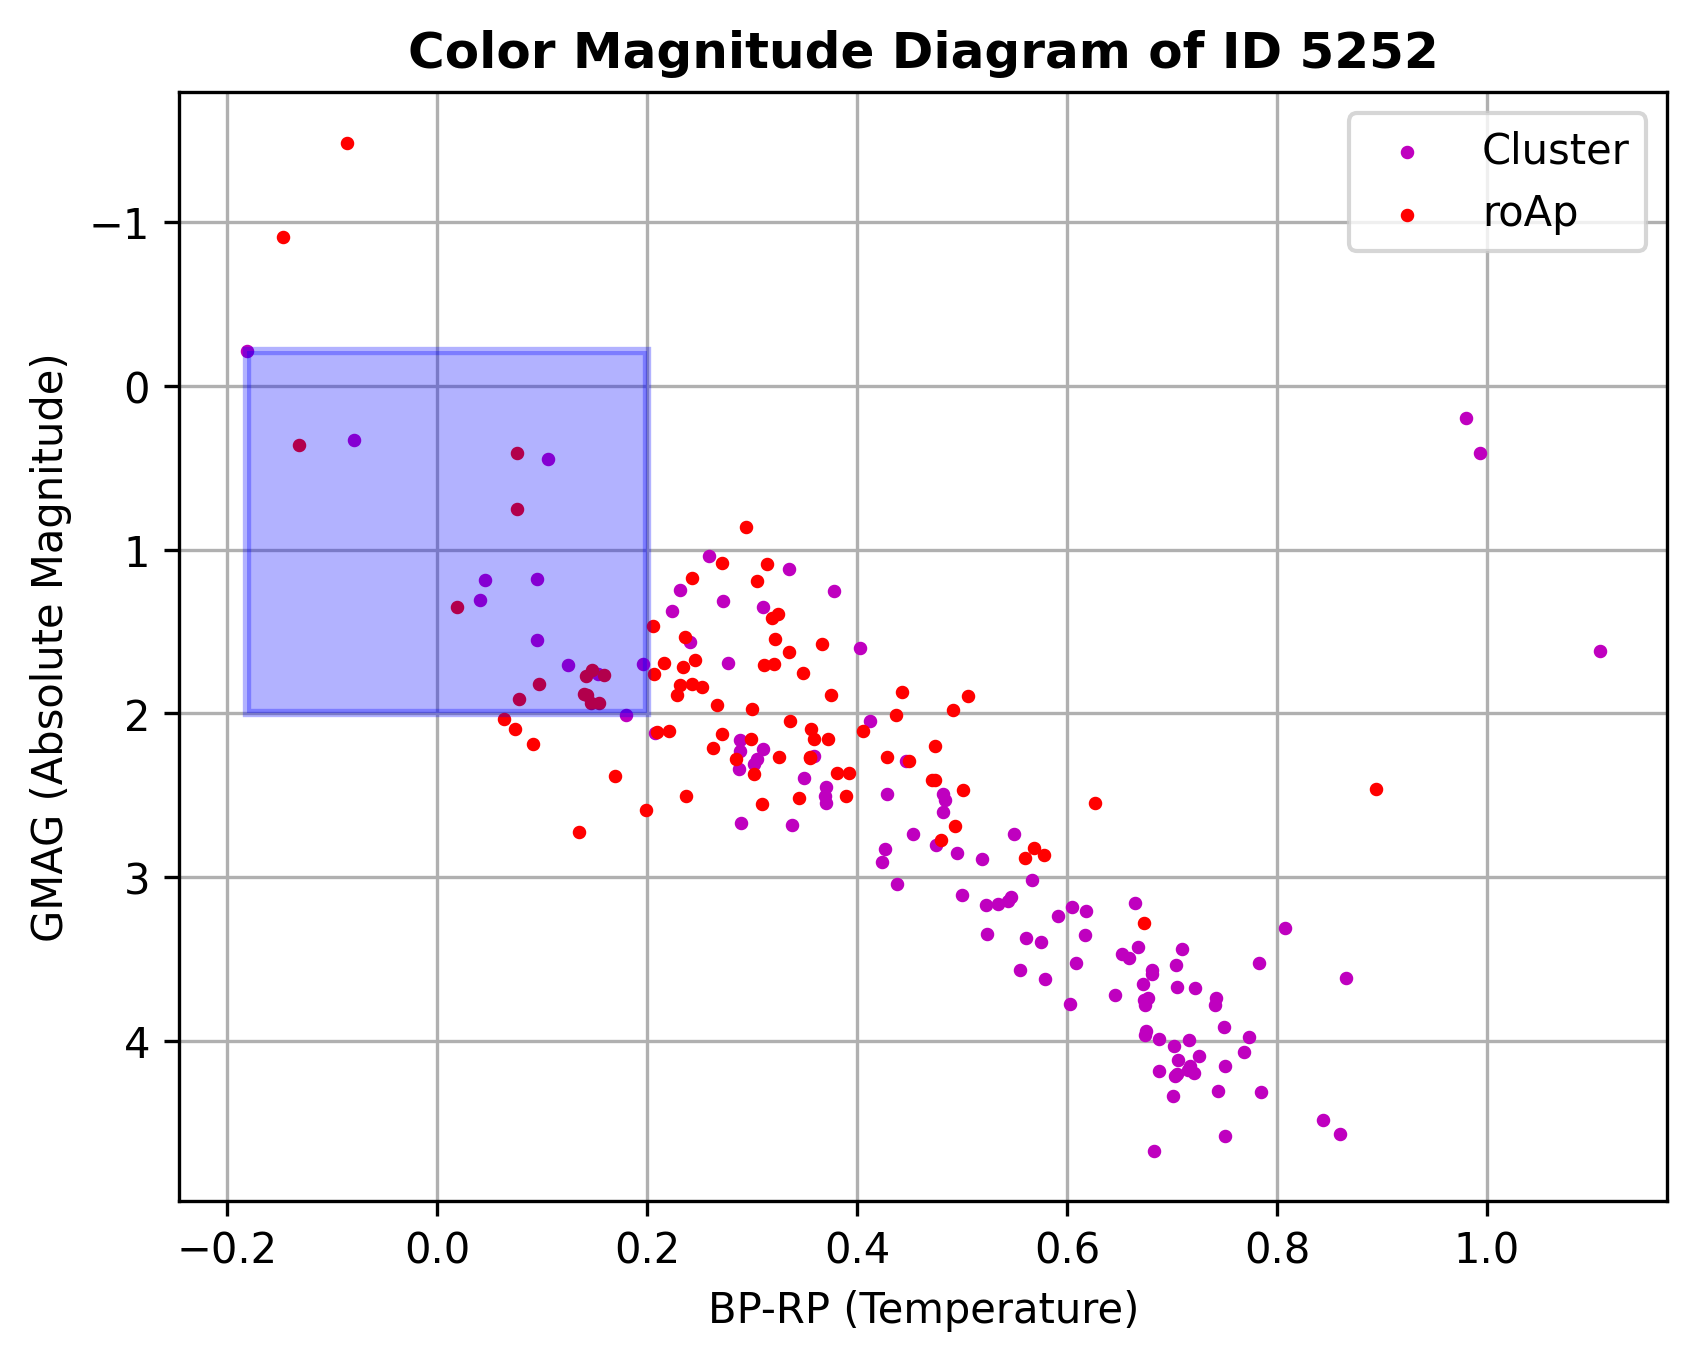 Color Magnitude Diagram of ID 5252
Cluster
roAp
GMAG (Absolute Magnitude)
−1
0
1
2
3
4
−0.2 0.0 0.2 0.4 0.6 0.8 1.0
BP-RP (Temperature)